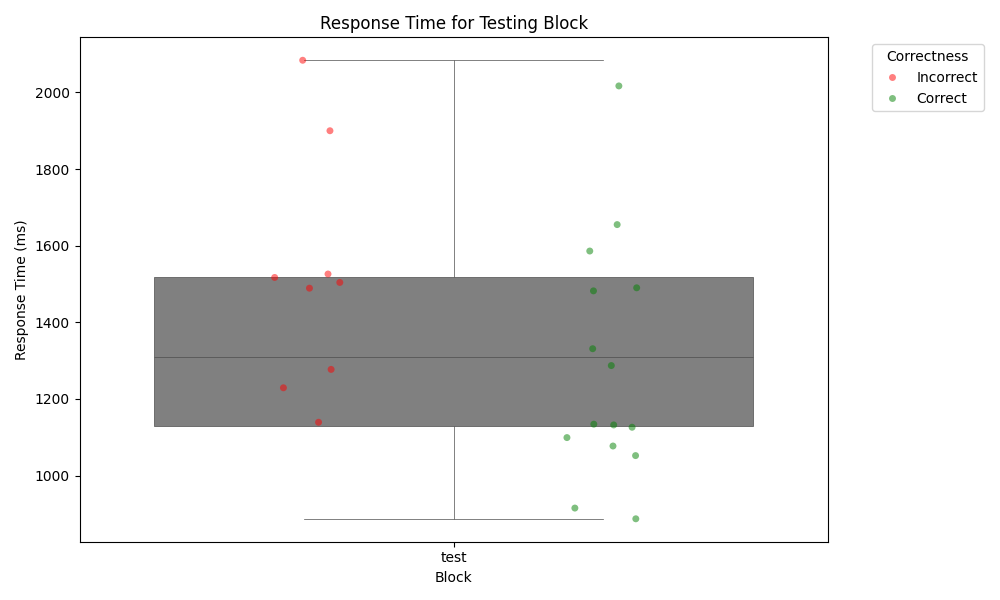 Response Time for Testing Block
Correctness
Incorrect
Correct
2000
1800
1600
1400
1200
1000
Response Time (ms)
test
Block